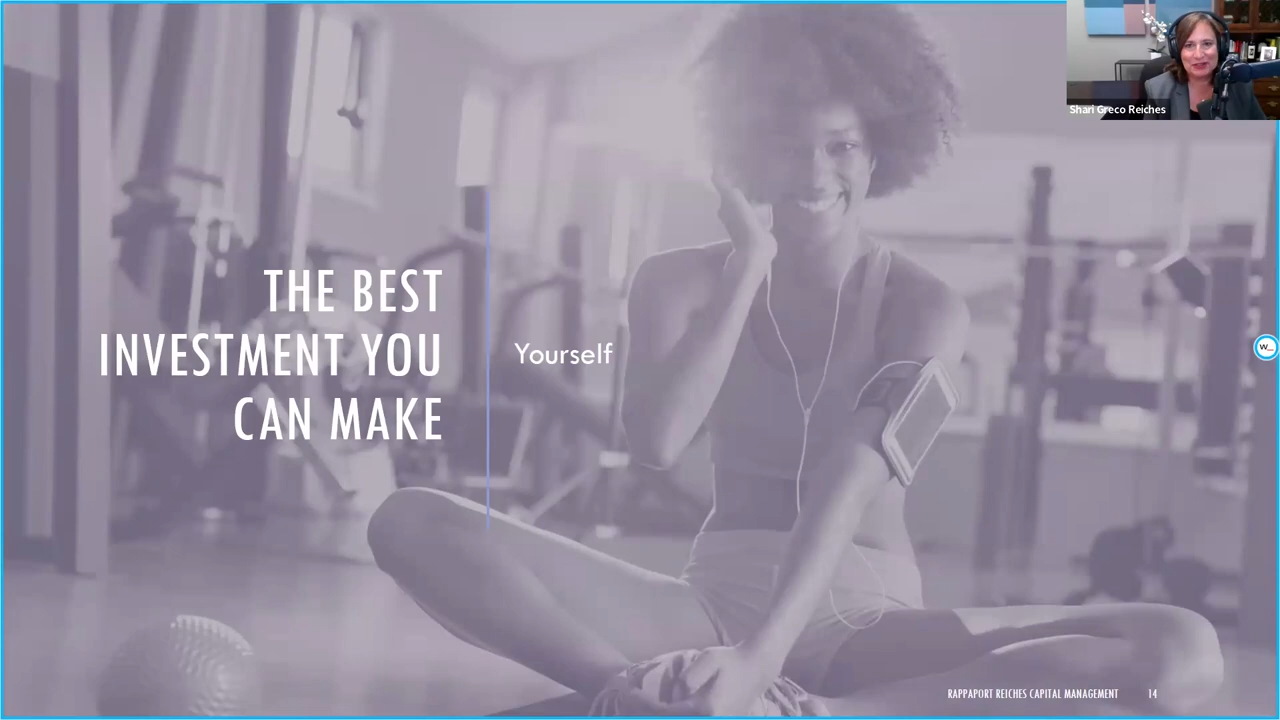 Shari Greco Reiches
THE BEST
INVESTMENT YOU
CAN MAKE
Yourself
W
RAPPAPORT REICHES CAPITAL MANAGEMENT 14